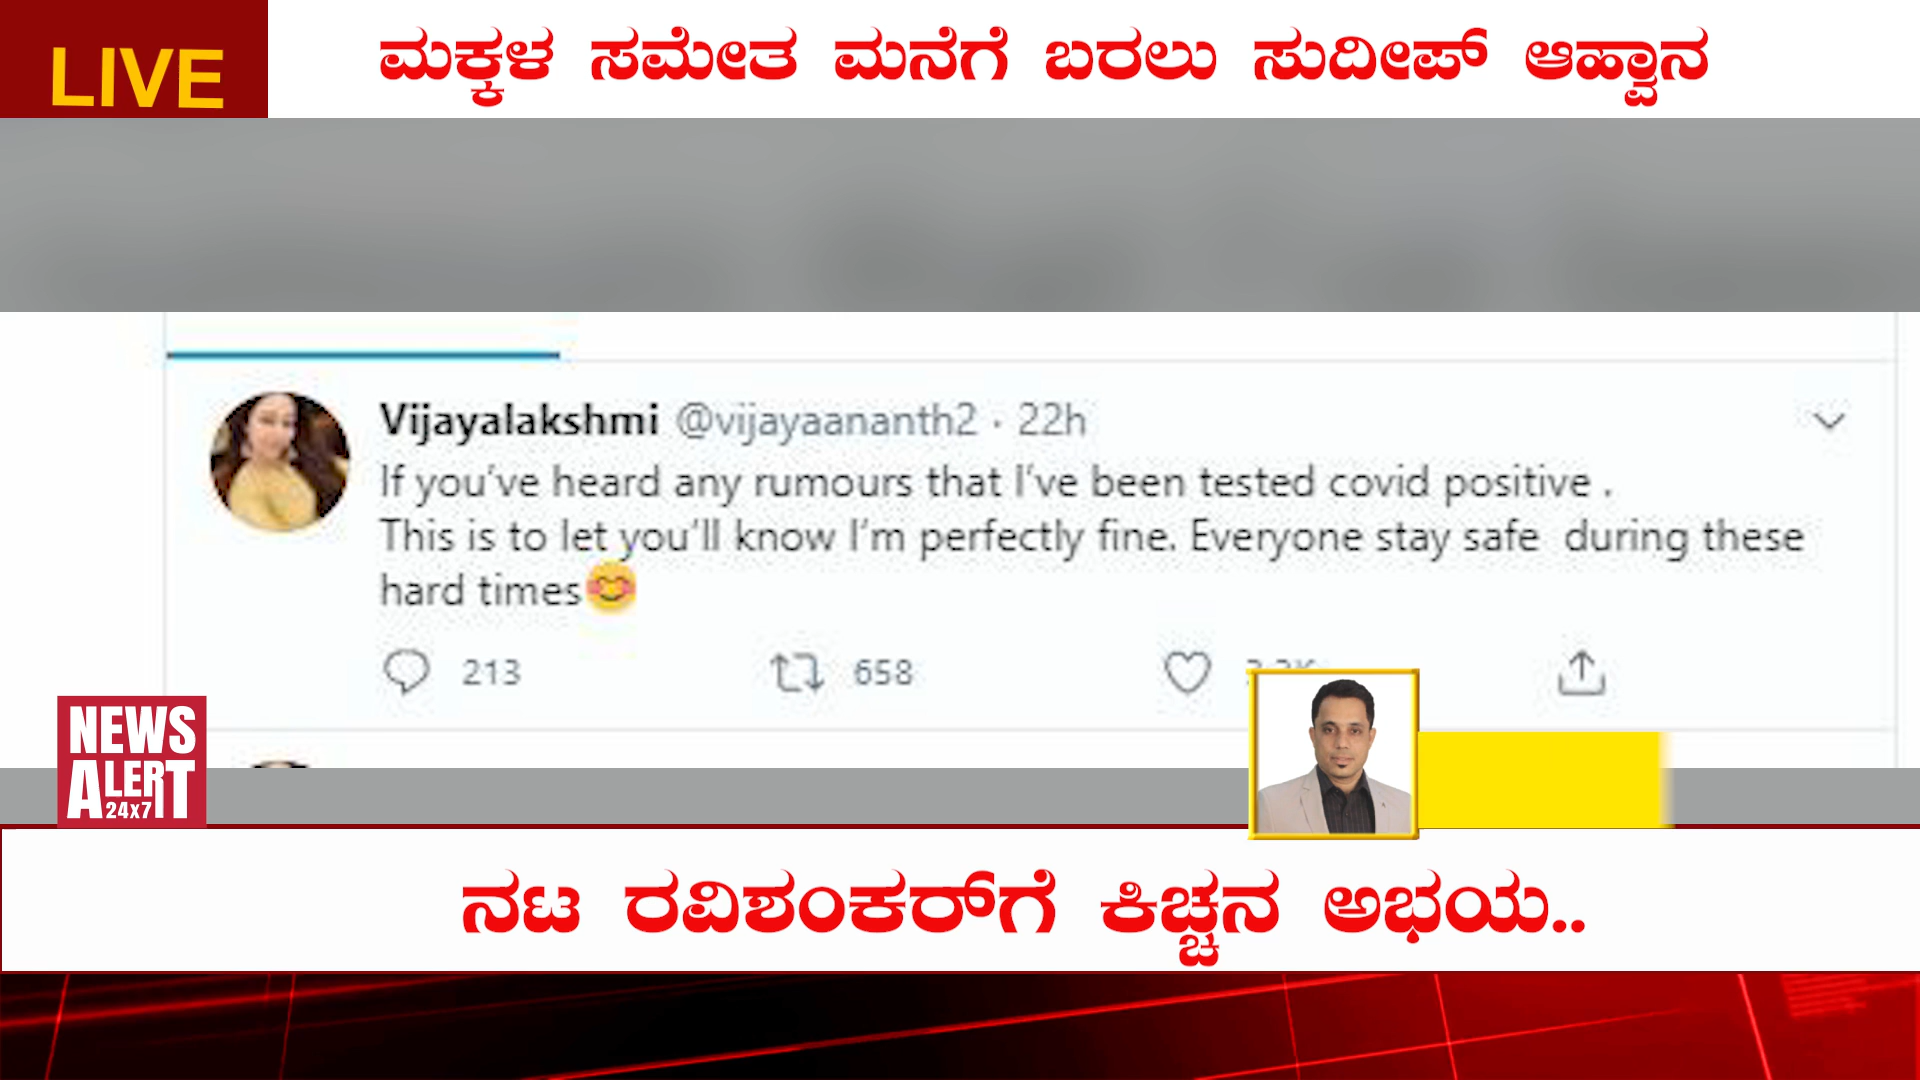 LIVE
ಮಕ್ಕಳ ಸಮೇತ ಮನೆಗೆ ಬರಲು ಸುದೀಪ್ ಆಹ್ವಾನ
Vijayalakshmi @vijayaananth2 · 22h
If you've heard any rumours that I've been tested covid positive .
This is to let you'll know I'm perfectly fine. Everyone stay safe during these
hard times😊
213 658
NEWS
ALERT
24x7
ನಟ ರವಿಶಂಕರ್‌ಗೆ ಕಿಚ್ಚನ ಅಭಯ..